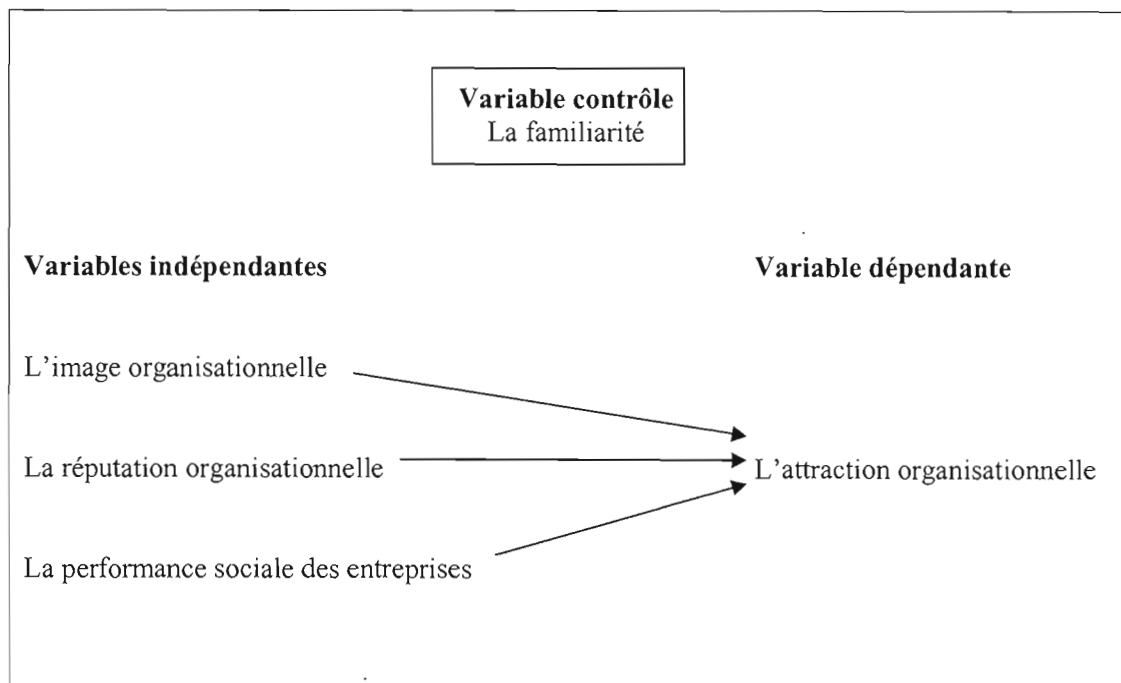 Variable contrôle
La familiarité
Variables indépendantes
Variable dépendante
L'image organisationnelle
La réputation organisationnelle
L'attraction organisationnelle
La performance sociale des entreprises